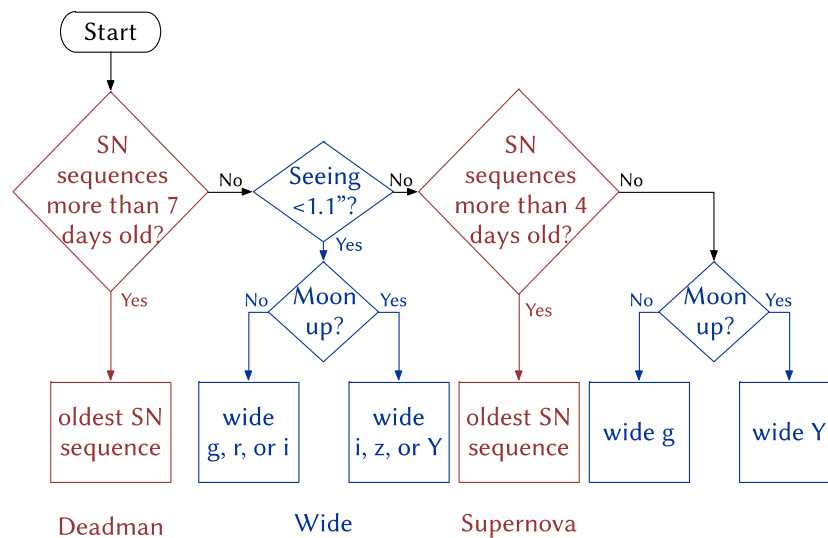 Start
SN
sequences
more than 7
days old?
No
Yes
Seeing
<1.1”?
No
Yes
SN
sequences
more than 4
days old?
No
Yes
Moon
up?
No
Yes
Moon
up?
No
Yes
oldest SN
sequence
wide
g, r, or i
wide
i, z, or Y
oldest SN
sequence
wide g
wide Y
Deadman
Wide
Supernova